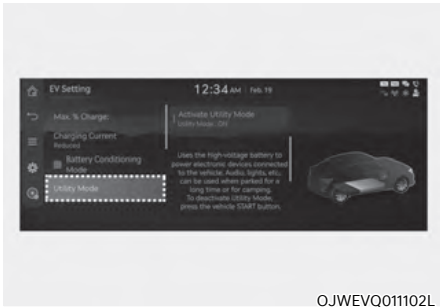 EV Setting
12:34 AM Feb. 19
Max. % Charge:
Charging Current
Reduced
Battery Conditioning
Mode
Utility Mode
Activate Utility Mode
Utility Mode: ON
Uses the high-voltage battery to
power electronic devices connected
to the vehicle. Audio, lights, etc.,
can be used when parked for a
long time or for camping.
To deactivate Utility Mode,
press the vehicle START button.
OJWEVQ011102L